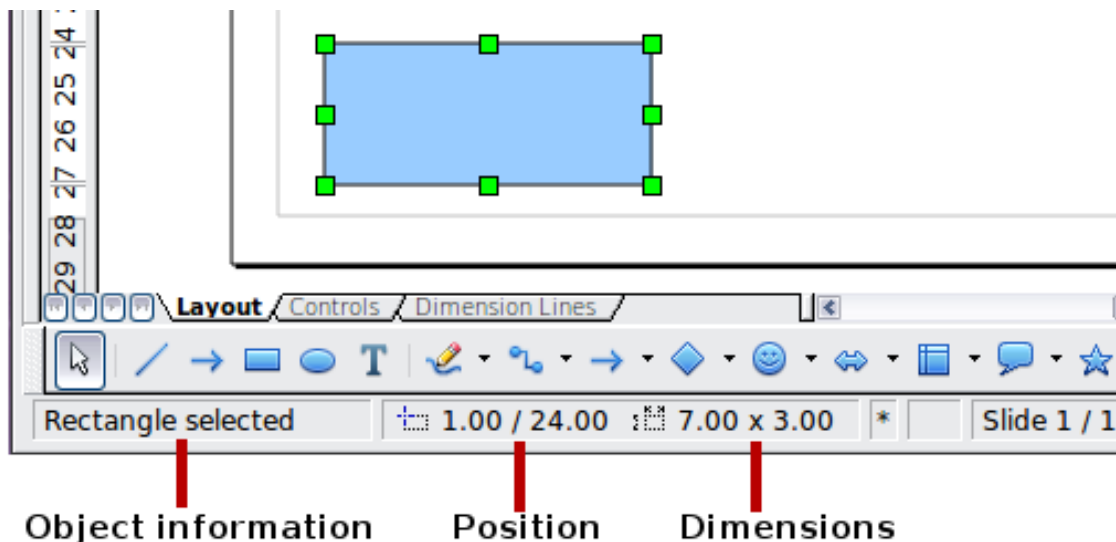 24
25
26
27
28
29
Layout Controls Dimension Lines
T
Rectangle selected 1.00 / 24.00 7.00 x 3.00 * Slide 1 / 1
Object information Position Dimensions